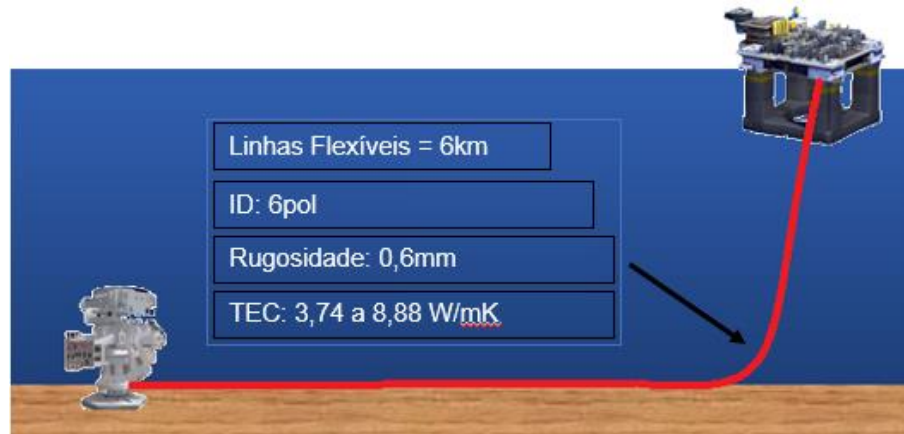 Linhas Flexíveis = 6km
ID: 6pol
Rugosidade: 0,6mm
TEC: 3,74 a 8,88 W/mK